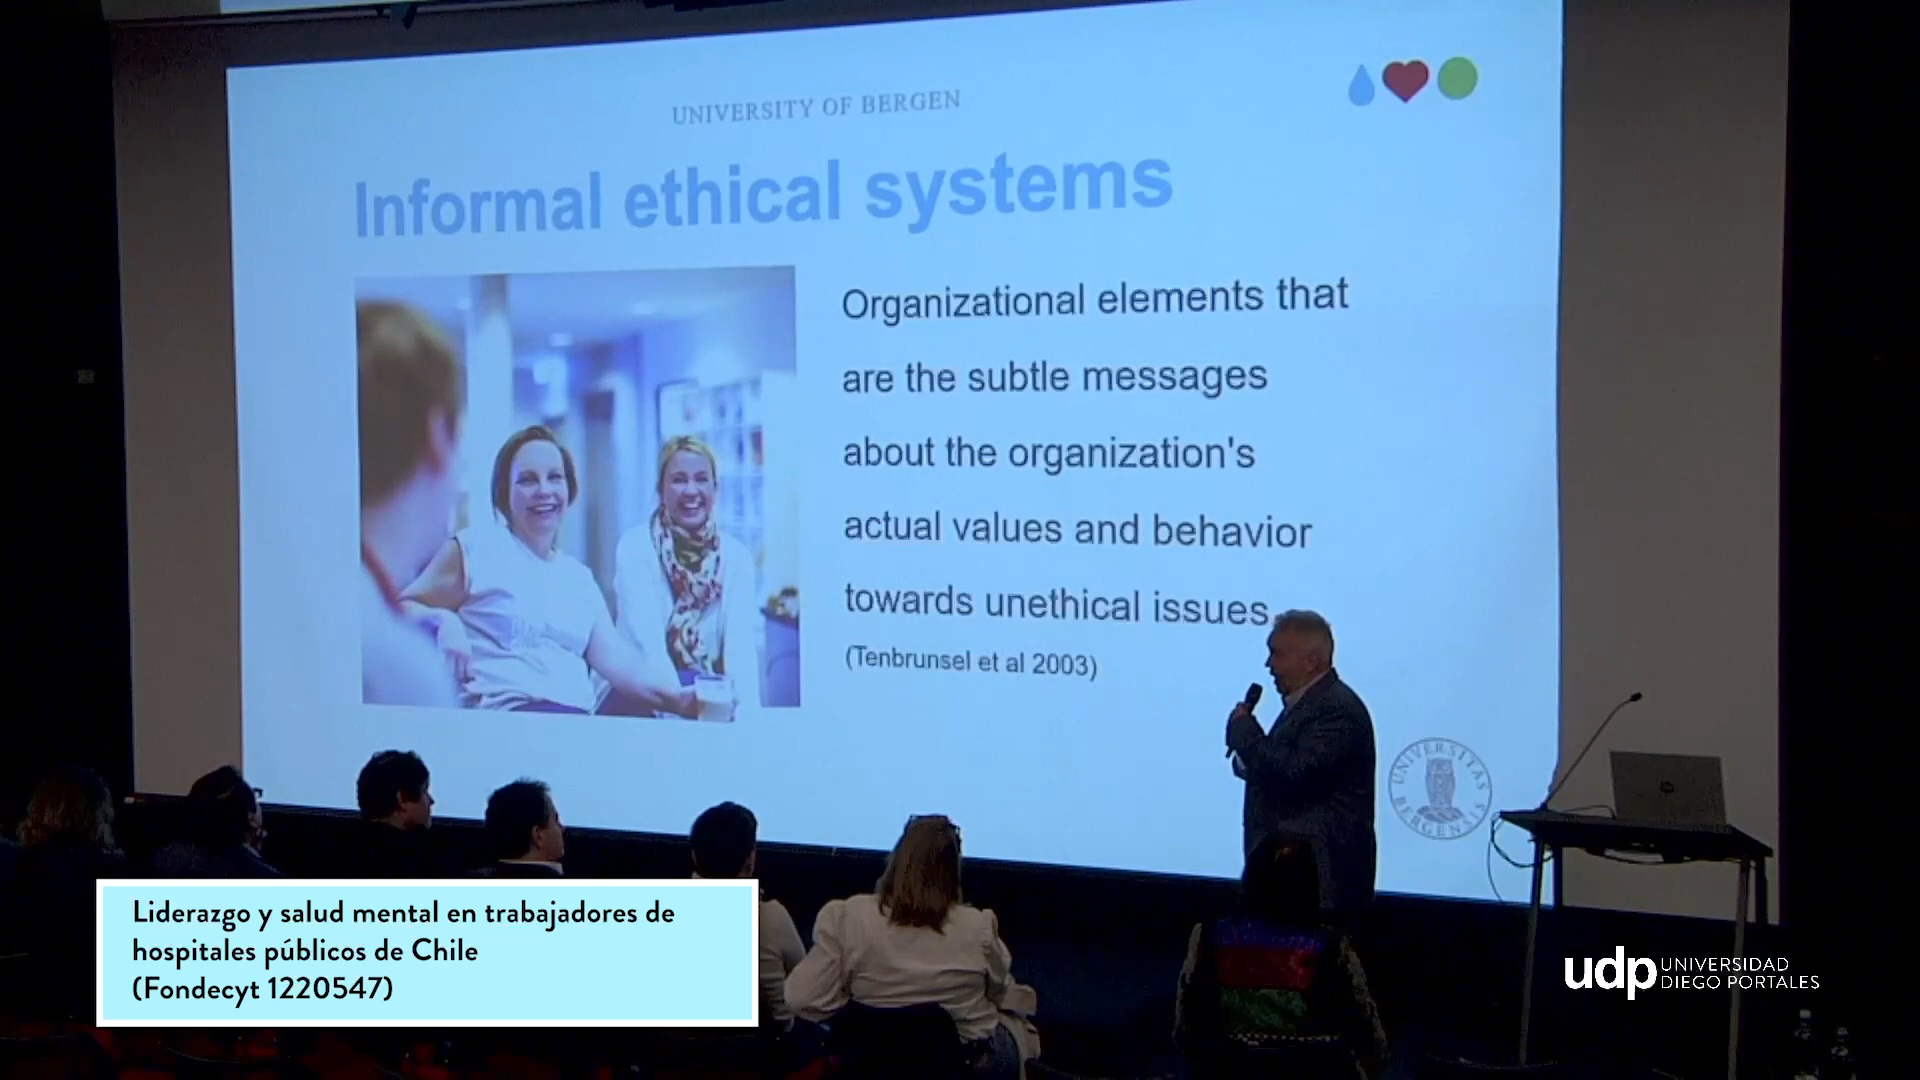 UNIVERSITY OF BERGEN
Informal ethical systems
Organizational elements that
are the subtle messages
about the organization's
actual values and behavior
towards unethical issues
(Tenbrunsel et al 2003)
UNIVERSITAS
BERGENSIS
Liderazgo y salud mental en trabajadores de
hospitales públicos de Chile
(Fondecyt 1220547)
udp UNIVERSIDAD
DIEGO PORTALES